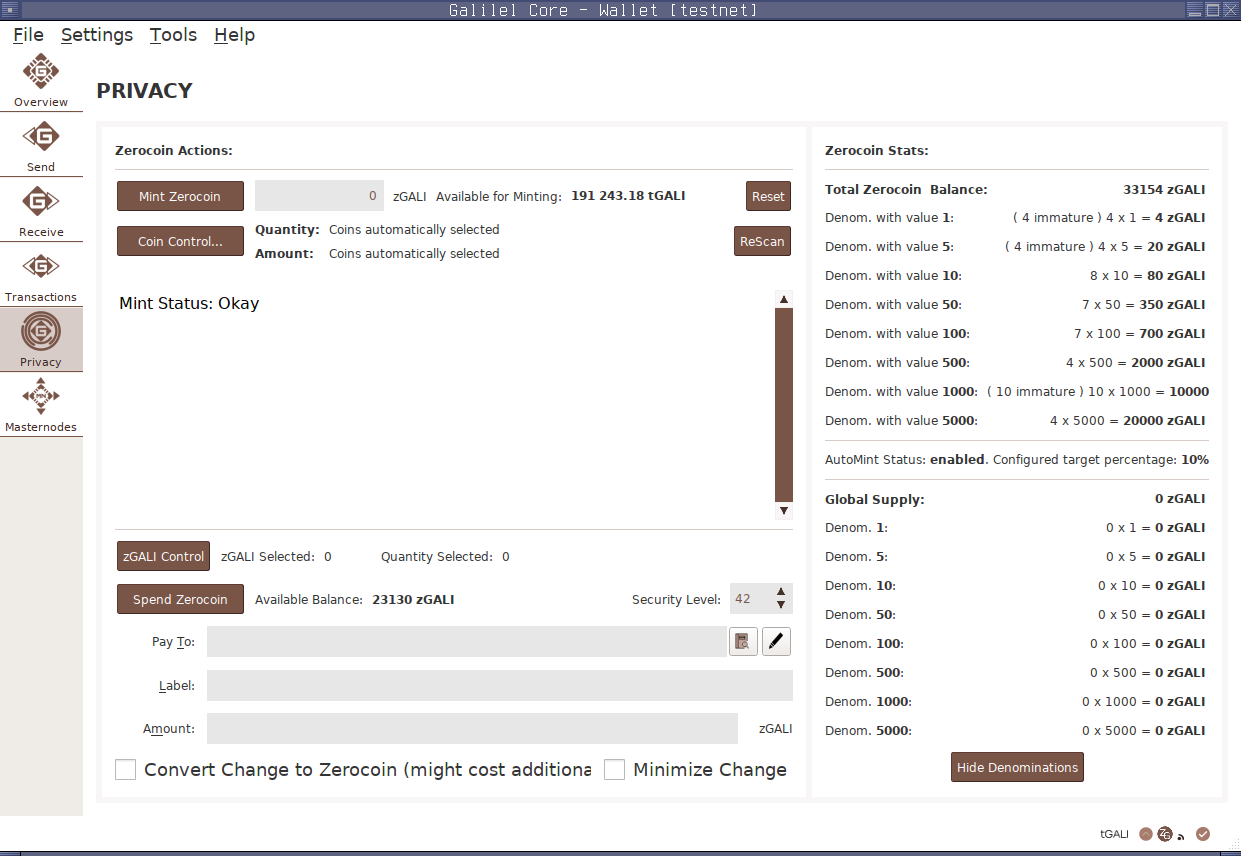 Galilel Core - Wallet [testnet]
File Settings Tools Help
Overview
Send
Receive
Transactions
Privacy
Masternodes
PRIVACY
Zerocoin Actions:
Mint Zerocoin 0 zGALI Available for Minting: 191 243.18 tGALI Reset
Coin Control... Quantity: Coins automatically selected ReScan
Amount: Coins automatically selected
Mint Status: Okay
zGALI Control zGALI Selected: 0 Quantity Selected: 0
Spend Zerocoin Available Balance: 23130 zGALI Security Level: 42
Pay To:
Label:
Amount: zGALI
Convert Change to Zerocoin (might cost additiona Minimize Change
Zerocoin Stats:
Total Zerocoin Balance: 33154 zGALI
Denom. with value 1: ( 4 immature ) 4 x 1 = 4 zGALI
Denom. with value 5: ( 4 immature ) 4 x 5 = 20 zGALI
Denom. with value 10: 8 x 10 = 80 zGALI
Denom. with value 50: 7 x 50 = 350 zGALI
Denom. with value 100: 7 x 100 = 700 zGALI
Denom. with value 500: 4 x 500 = 2000 zGALI
Denom. with value 1000: ( 10 immature ) 10 x 1000 = 10000
Denom. with value 5000: 4 x 5000 = 20000 zGALI
AutoMint Status: enabled. Configured target percentage: 10%
Global Supply: 0 zGALI
Denom. 1: 0 x 1 = 0 zGALI
Denom. 5: 0 x 5 = 0 zGALI
Denom. 10: 0 x 10 = 0 zGALI
Denom. 50: 0 x 50 = 0 zGALI
Denom. 100: 0 x 100 = 0 zGALI
Denom. 500: 0 x 500 = 0 zGALI
Denom. 1000: 0 x 1000 = 0 zGALI
Denom. 5000: 0 x 5000 = 0 zGALI
Hide Denominations
tGALI